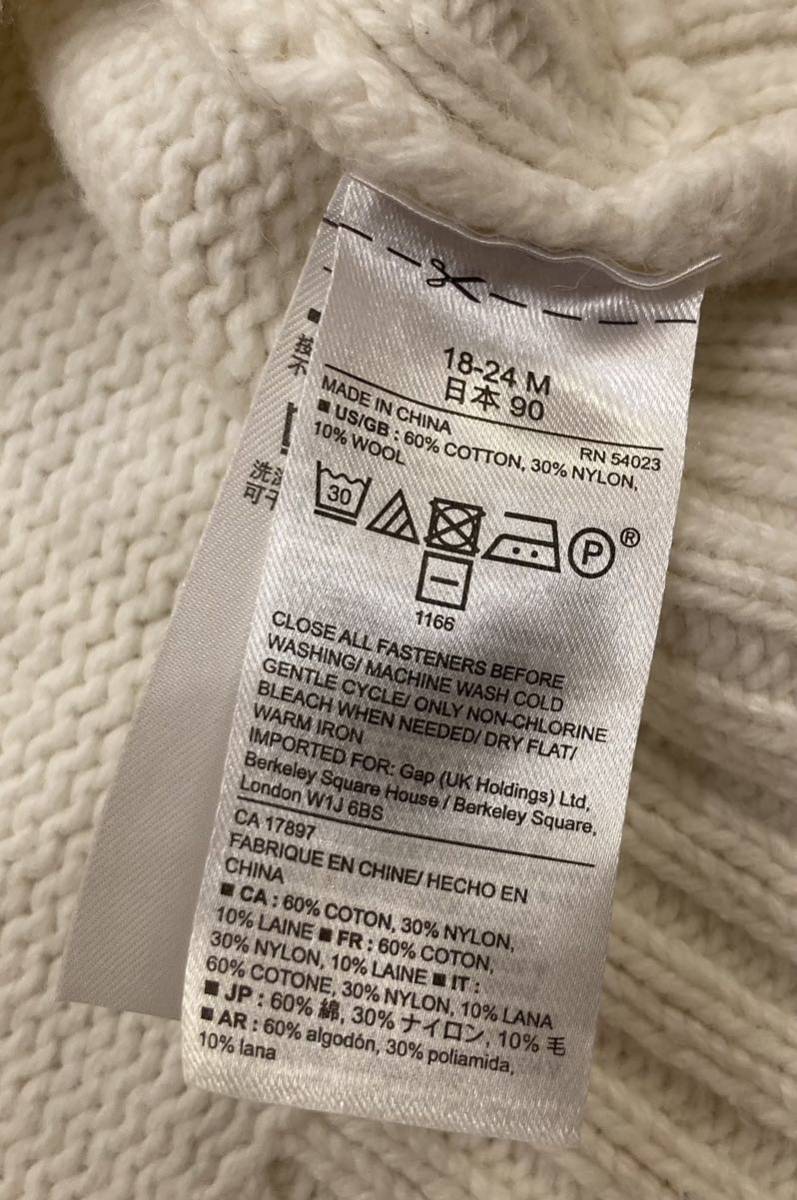 18-24 M
日本 90
MADE IN CHINA
RN 54023
■ US/GB : 60% COTTON, 30% NYLON,
10% WOOL
30
P ®
1166
CLOSE ALL FASTENERS BEFORE
WASHING/ MACHINE WASH COLD
GENTLE CYCLE/ ONLY NON-CHLORINE
BLEACH WHEN NEEDED/ DRY FLAT/
WARM IRON
IMPORTED FOR: Gap (UK Holdings) Ltd,
Berkeley Square House / Berkeley Square,
London W1J 6BS
CA 17897
FABRIQUE EN CHINE/ HECHO EN
CHINA
■ CA : 60% COTON, 30% NYLON,
10% LAINE ■ FR : 60% COTON,
30% NYLON, 10% LAINE ■ IT :
60% COTONE, 30% NYLON, 10% LANA
■ JP : 60% 綿, 30% ナイロン, 10% 毛
■ AR : 60% algodón, 30% poliamida,
10% lana
不
洗
可